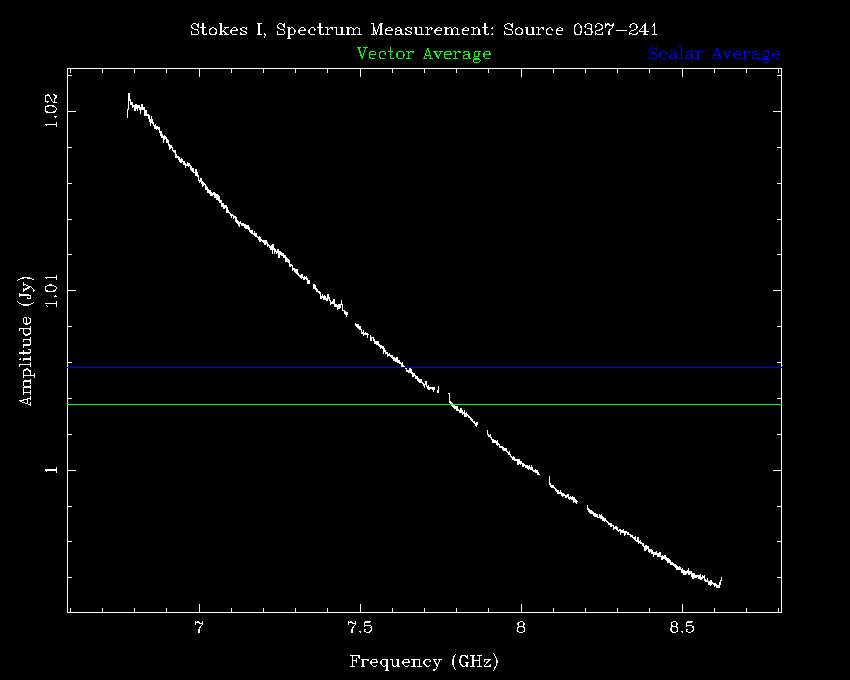 Stokes I, Spectrum Measurement: Source 0327−241
Vector Average Scalar Average
1.02
1.01
1
Amplitude (Jy)
7 7.5 8 8.5
Frequency (GHz)